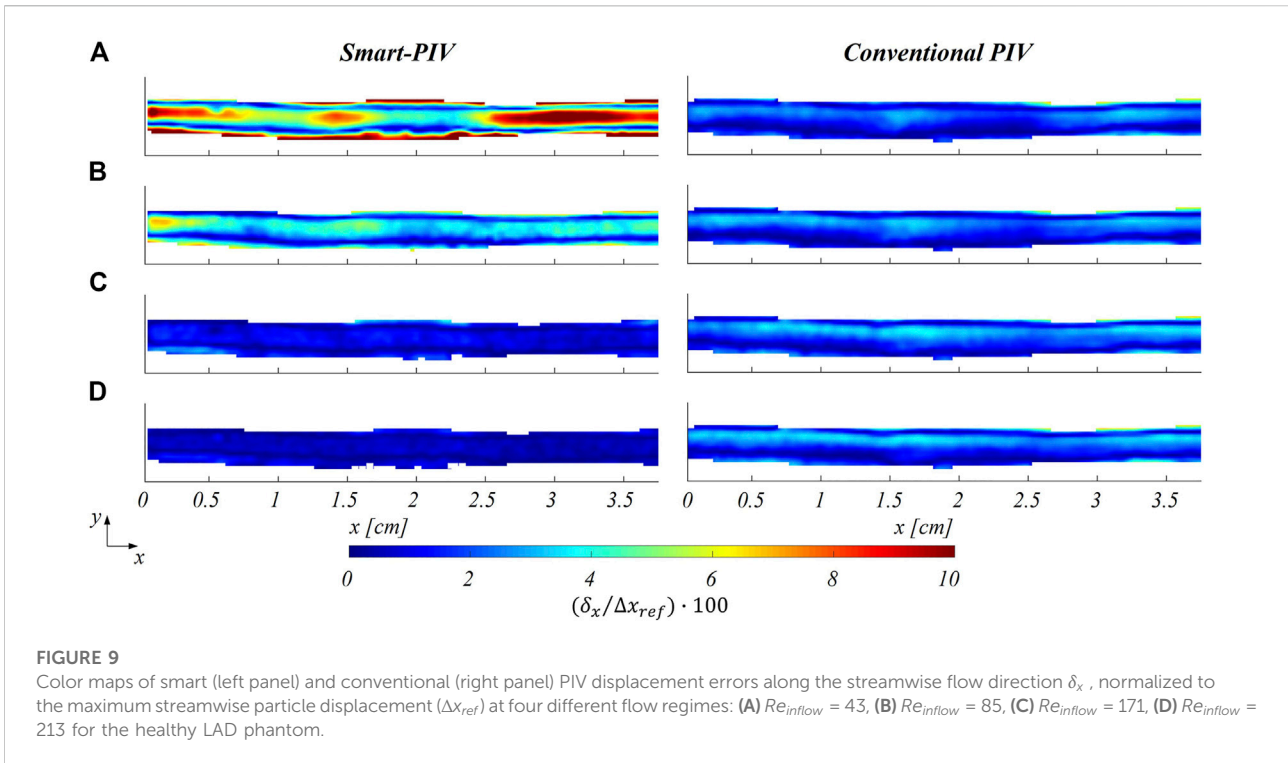 A
Smart-PIV
Conventional PIV
B
C
D
0 0.5 1 1.5 2 2.5 3 3.5
0 0.5 1 1.5 2 2.5 3 3.5
x [cm]
x [cm]
y
x
0 2 4 6 8 10
(δx/Δxref) · 100
FIGURE 9
Color maps of smart (left panel) and conventional (right panel) PIV displacement errors along the streamwise flow direction δx , normalized to
the maximum streamwise particle displacement (Δxref) at four different flow regimes: (A) Reinflow = 43, (B) Reinflow = 85, (C) Reinflow = 171, (D) Reinflow =
213 for the healthy LAD phantom.